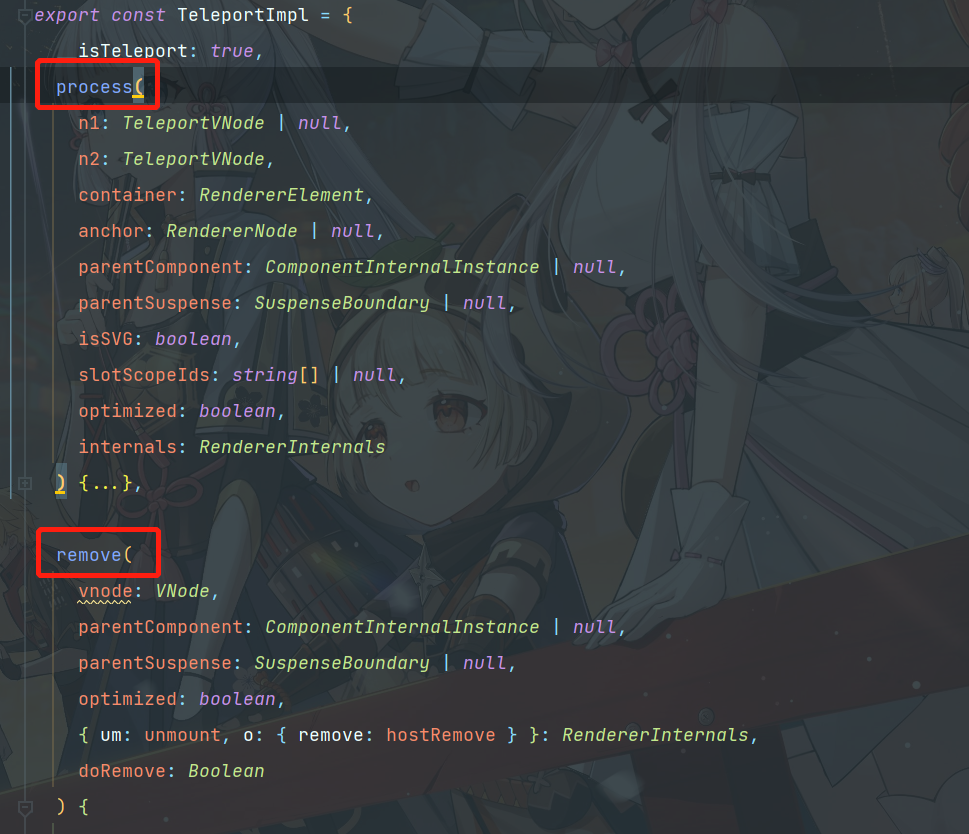 export const TeleportImpl = {
isTeleport: true,
process(
n1: TeleportVNode | null,
n2: TeleportVNode,
container: RendererElement,
anchor: RendererNode | null,
parentComponent: ComponentInternalInstance | null,
parentSuspense: SuspenseBoundary | null,
isSVG: boolean,
slotScopeIds: string[] | null,
optimized: boolean,
internals: RendererInternals
) {...},
remove(
vnode: VNode,
parentComponent: ComponentInternalInstance | null,
parentSuspense: SuspenseBoundary | null,
optimized: boolean,
{ um: unmount, o: { remove: hostRemove } }: RendererInternals,
doRemove: Boolean
) {